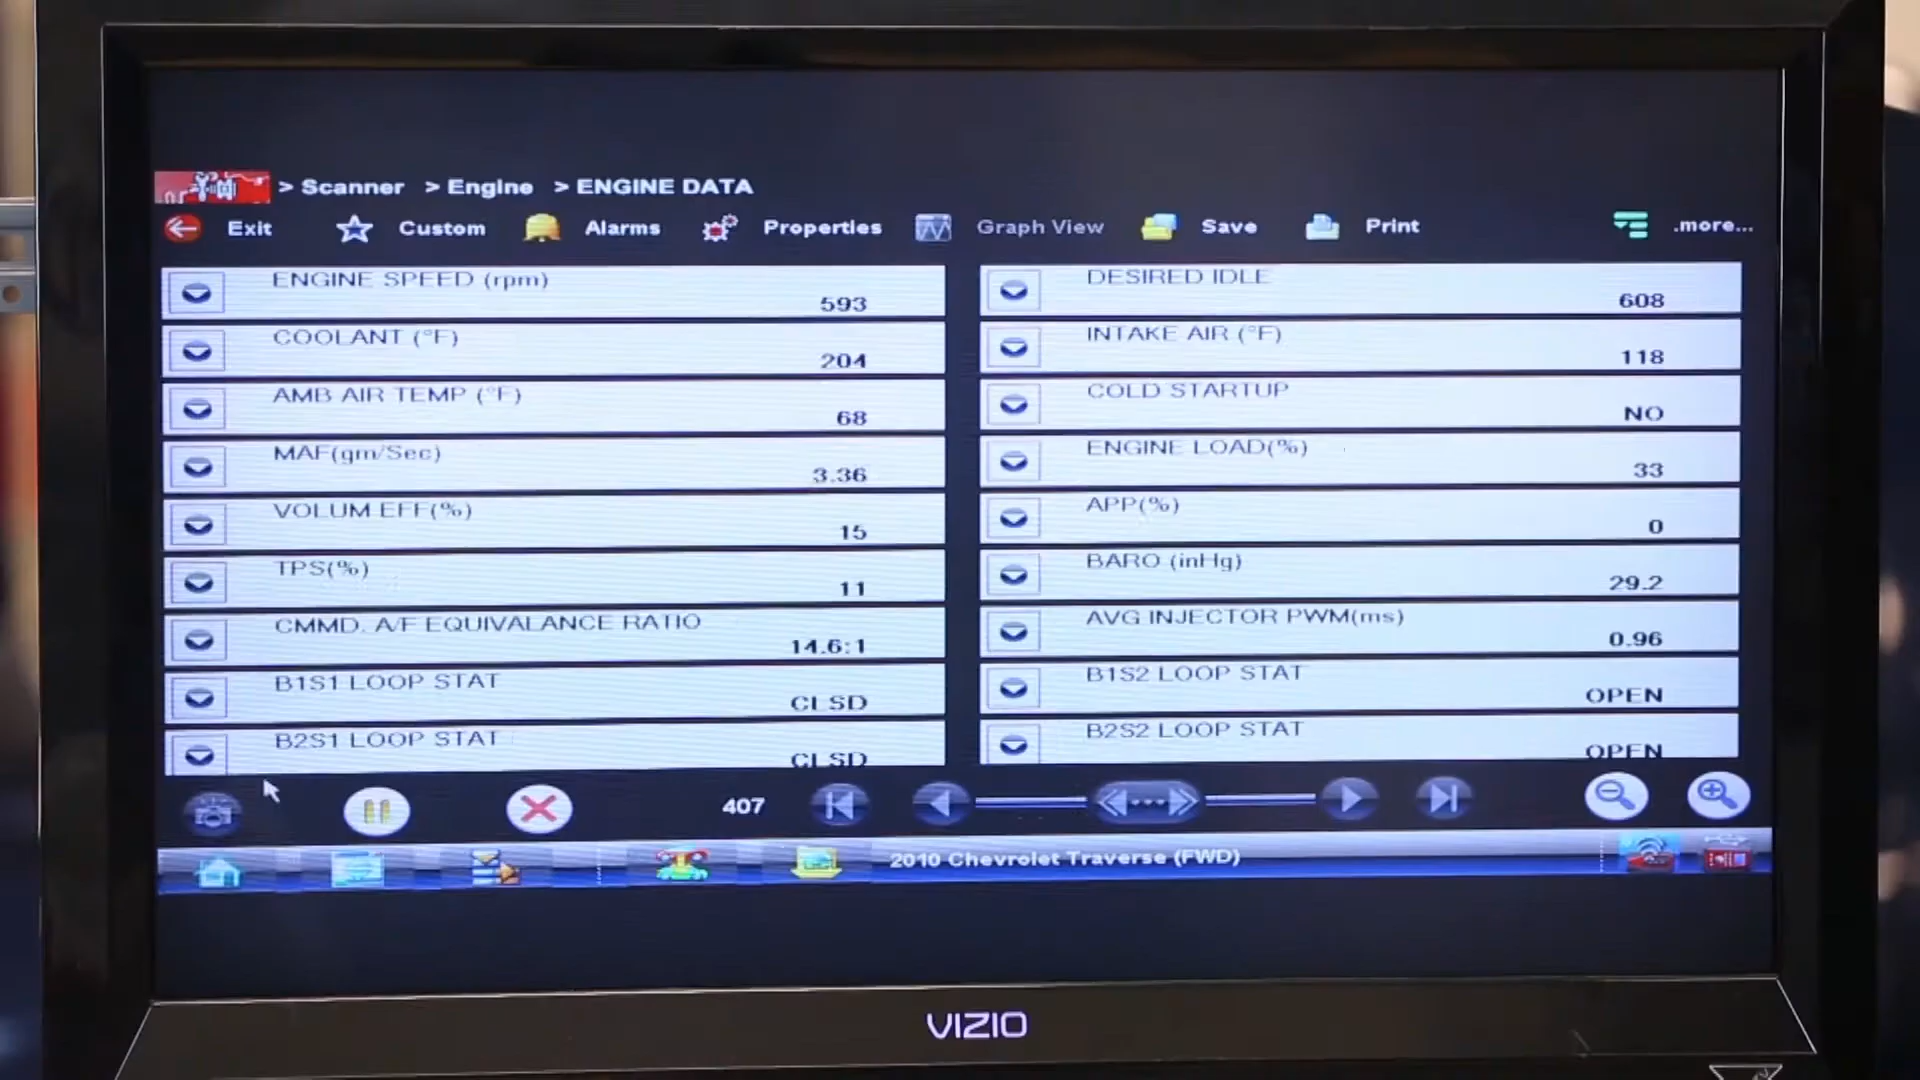 > Scanner > Engine > ENGINE DATA
Exit Custom Alarms Properties Graph View Save Print .more...
ENGINE SPEED (rpm) 593
DESIRED IDLE 608
COOLANT (°F) 204
INTAKE AIR (°F) 118
AMB AIR TEMP (°F) 68
COLD STARTUP NO
MAF(gm/Sec) 3.36
ENGINE LOAD(%) 33
VOLUM EFF(%) 15
APP(%) 0
TPS(%) 11
BARO (inHg) 29.2
CMMD. A/F EQUIVALANCE RATIO 14.6:1
AVG INJECTOR PWM(ms) 0.96
B1S1 LOOP STAT CLSD
B1S2 LOOP STAT OPEN
B2S1 LOOP STAT CLSD
B2S2 LOOP STAT OPEN
407
2010 Chevrolet Traverse (FWD)
VIZIO